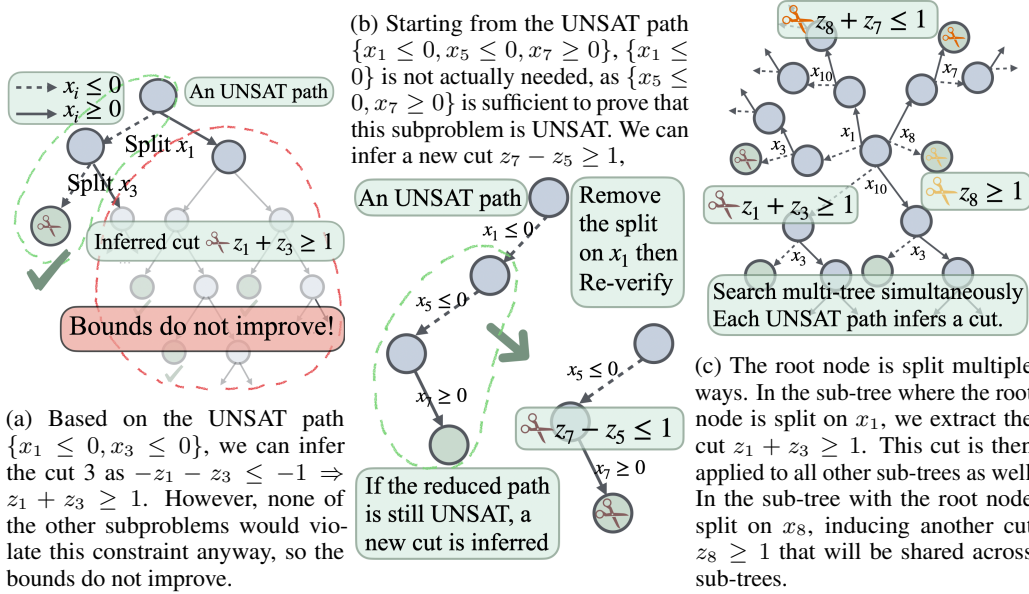 x_i ≤ 0
x_i ≥ 0
An UNSAT path
Split x_1
Split x_3
Inferred cut z_1 + z_3 ≥ 1
Bounds do not improve!
(a) Based on the UNSAT path
{x_1 ≤ 0, x_3 ≤ 0}, we can infer
the cut 3 as −z_1 − z_3 ≤ −1 ⇒
z_1 + z_3 ≥ 1. However, none of
the other subproblems would vio-
late this constraint anyway, so the
bounds do not improve.
(b) Starting from the UNSAT path
{x_1 ≤ 0, x_5 ≤ 0, x_7 ≥ 0}, {x_1 ≤
0} is not actually needed, as {x_5 ≤
0, x_7 ≥ 0} is sufficient to prove that
this subproblem is UNSAT. We can
infer a new cut z_7 − z_5 ≥ 1,
An UNSAT path
x_1 ≤ 0
x_5 ≤ 0
x_7 ≥ 0
Remove
the split
on x_1 then
Re-verify
x_5 ≤ 0
z_7 − z_5 ≤ 1
x_7 ≥ 0
If the reduced path
is still UNSAT, a
new cut is inferred
z_8 + z_7 ≤ 1
x_7
x_10
x_1
x_8
x_3
x_10
z_1 + z_3 ≥ 1
z_8 ≥ 1
x_3
x_3
Search multi-tree simultaneously
Each UNSAT path infers a cut.
(c) The root node is split multiple
ways. In the sub-tree where the root
node is split on x_1, we extract the
cut z_1 + z_3 ≥ 1. This cut is then
applied to all other sub-trees as well
In the sub-tree with the root node
split on x_8, inducing another cut
z_8 ≥ 1 that will be shared across
sub-trees.